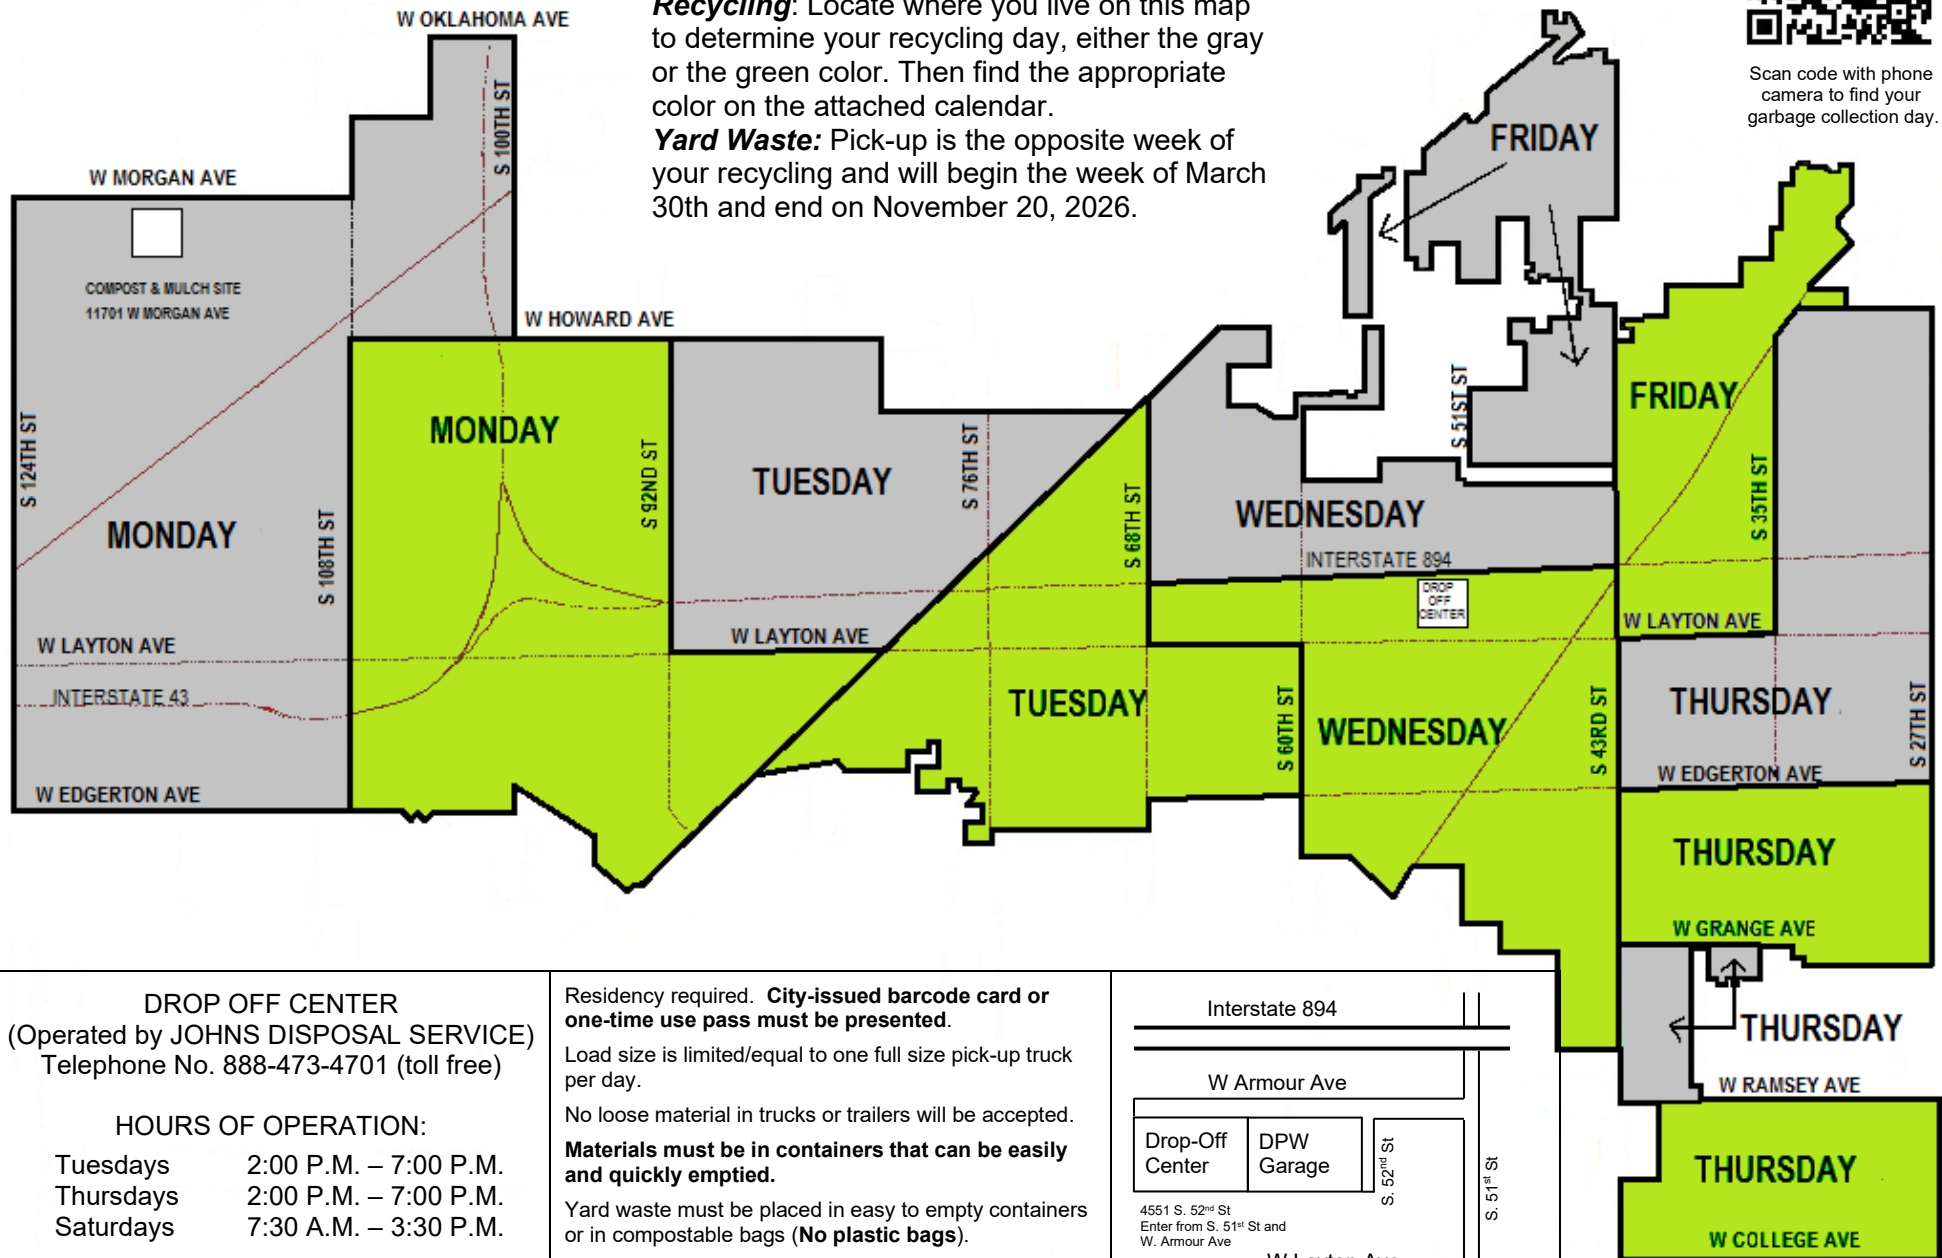 W OKLAHOMA AVE
Recycling: Locate where you live on this map
to determine your recycling day, either the gray
or the green color. Then find the appropriate
color on the attached calendar.
Yard Waste: Pick-up is the opposite week of
your recycling and will begin the week of March
30th and end on November 20, 2026.
Scan code with phone
camera to find your
garbage collection day.
S 100TH ST
FRIDAY
W MORGAN AVE
COMPOST & MULCH SITE
11701 W MORGAN AVE
W HOWARD AVE
S 124TH ST
MONDAY
S 108TH ST
MONDAY
S 92ND ST
TUESDAY
S 76TH ST
S 68TH ST
S 51ST ST
FRIDAY
S 35TH ST
WEDNESDAY
INTERSTATE 894
DROP
OFF
CENTER
W LAYTON AVE
W LAYTON AVE
W LAYTON AVE
INTERSTATE 43
TUESDAY
S 60TH ST
WEDNESDAY
S 43RD ST
THURSDAY
S 27TH ST
W EDGERTON AVE
W EDGERTON AVE
THURSDAY
W GRANGE AVE
THURSDAY
W RAMSEY AVE
THURSDAY
W COLLEGE AVE
DROP OFF CENTER
(Operated by JOHNS DISPOSAL SERVICE)
Telephone No. 888-473-4701 (toll free)
HOURS OF OPERATION:
Tuesdays 2:00 P.M. – 7:00 P.M.
Thursdays 2:00 P.M. – 7:00 P.M.
Saturdays 7:30 A.M. – 3:30 P.M.
Residency required. City-issued barcode card or
one-time use pass must be presented.
Load size is limited/equal to one full size pick-up truck
per day.
No loose material in trucks or trailers will be accepted.
Materials must be in containers that can be easily
and quickly emptied.
Yard waste must be placed in easy to empty containers
or in compostable bags (No plastic bags).
Interstate 894
W Armour Ave
Drop-Off
Center
DPW
Garage
S. 52nd St
S. 51st St
4551 S. 52nd St
Enter from S. 51st St and
W. Armour Ave
W Layton Ave